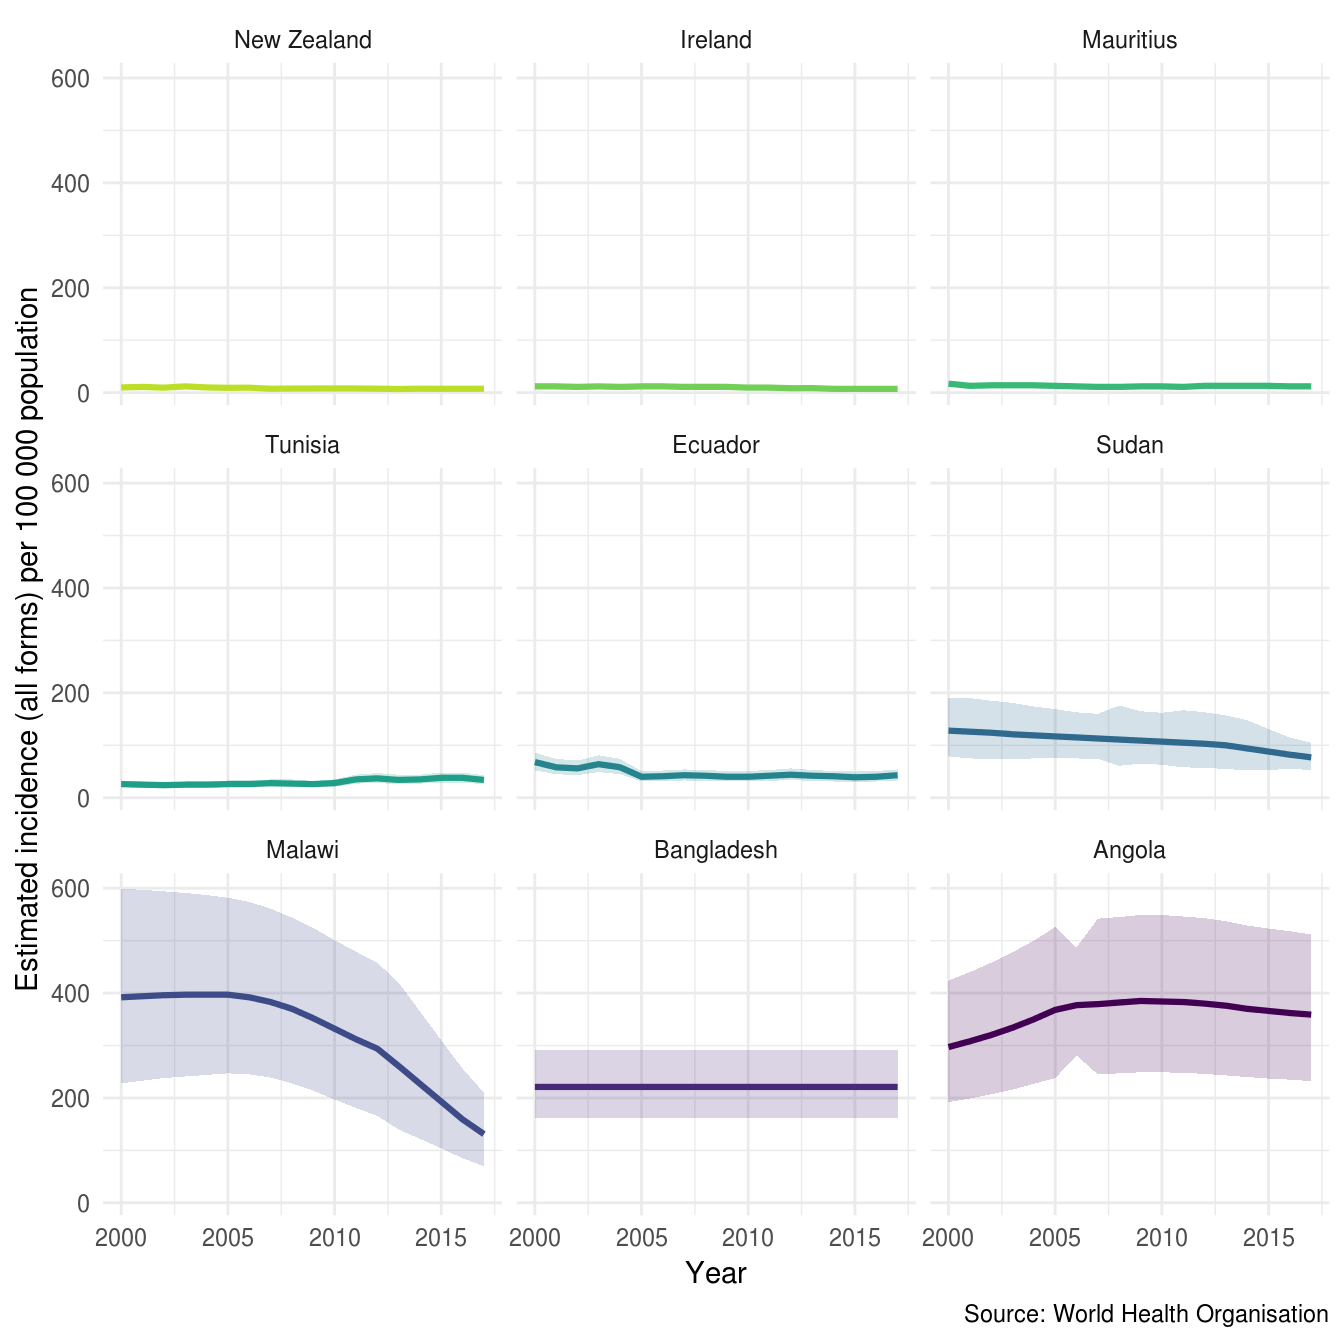 New Zealand Ireland Mauritius
600
400
200
0
Tunisia Ecuador Sudan
600
400
200
0
Malawi Bangladesh Angola
600
400
200
0
2000 2005 2010 2015 2000 2005 2010 2015 2000 2005 2010 2015
Estimated incidence (all forms) per 100 000 population
Year
Source: World Health Organisation